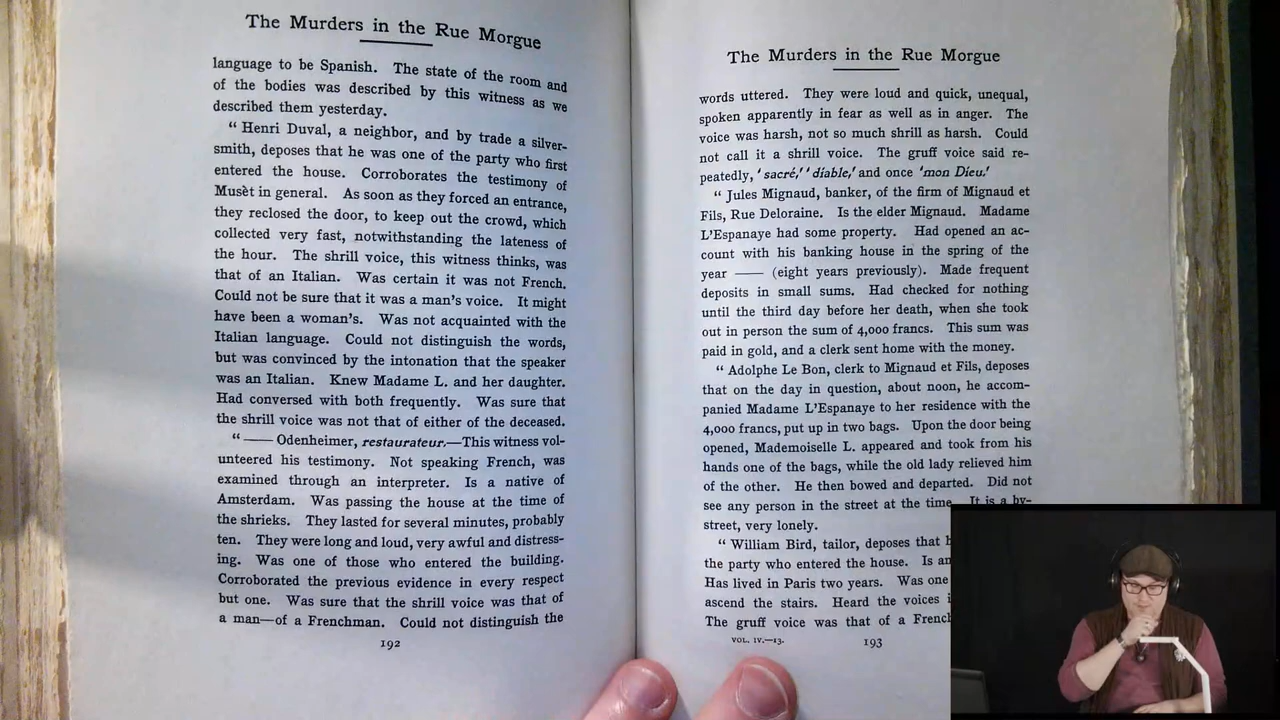 The Murders in the Rue Morgue
language to be Spanish. The state of the room and
of the bodies was described by this witness as we
described them yesterday.
“ Henri Duval, a neighbor, and by trade a silver-
smith, deposes that he was one of the party who first
entered the house. Corroborates the testimony of
Musèt in general. As soon as they forced an entrance,
they reclosed the door, to keep out the crowd, which
collected very fast, notwithstanding the lateness of
the hour. The shrill voice, this witness thinks, was
that of an Italian. Was certain it was not French.
Could not be sure that it was a man's voice. It might
have been a woman's. Was not acquainted with the
Italian language. Could not distinguish the words,
but was convinced by the intonation that the speaker
was an Italian. Knew Madame L. and her daughter.
Had conversed with both frequently. Was sure that
the shrill voice was not that of either of the deceased.
“ —— Odenheimer, restaurateur.—This witness vol-
unteered his testimony. Not speaking French, was
examined through an interpreter. Is a native of
Amsterdam. Was passing the house at the time of
the shrieks. They lasted for several minutes, probably
ten. They were long and loud, very awful and distress-
ing. Was one of those who entered the building.
Corroborated the previous evidence in every respect
but one. Was sure that the shrill voice was that of
a man—of a Frenchman. Could not distinguish the
192
The Murders in the Rue Morgue
words uttered. They were loud and quick, unequal,
spoken apparently in fear as well as in anger. The
voice was harsh, not so much shrill as harsh. Could
not call it a shrill voice. The gruff voice said re-
peatedly, ‘ sacré,’ ‘ diable,’ and once ‘mon Dieu.’
“ Jules Mignaud, banker, of the firm of Mignaud et
Fils, Rue Deloraine. Is the elder Mignaud. Madame
L'Espanaye had some property. Had opened an ac-
count with his banking house in the spring of the
year —— (eight years previously). Made frequent
deposits in small sums. Had checked for nothing
until the third day before her death, when she took
out in person the sum of 4,000 francs. This sum was
paid in gold, and a clerk sent home with the money.
“ Adolphe Le Bon, clerk to Mignaud et Fils, deposes
that on the day in question, about noon, he accom-
panied Madame L'Espanaye to her residence with the
4,000 francs, put up in two bags. Upon the door being
opened, Mademoiselle L. appeared and took from his
hands one of the bags, while the old lady relieved him
of the other. He then bowed and departed. Did not
see any person in the street at the time. It is a by-
street, very lonely.
“ William Bird, tailor, deposes that
the party who entered the house. Is an
Has lived in Paris two years. Was one
ascend the stairs. Heard the voices
The gruff voice was that of a
VOL. IV.—13.
193